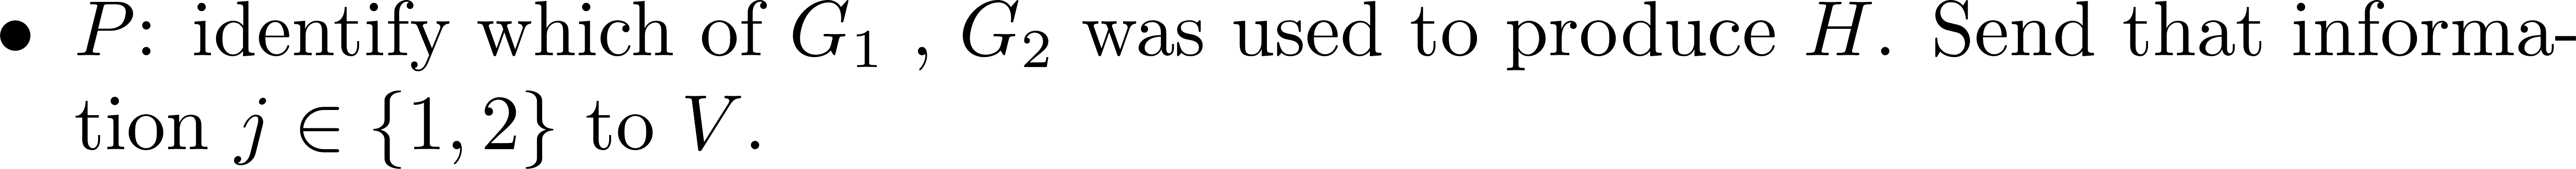 • P: identify which of G₁ , G₂ was used to produce H. Send that informa-
tion j ∈ {1, 2} to V.